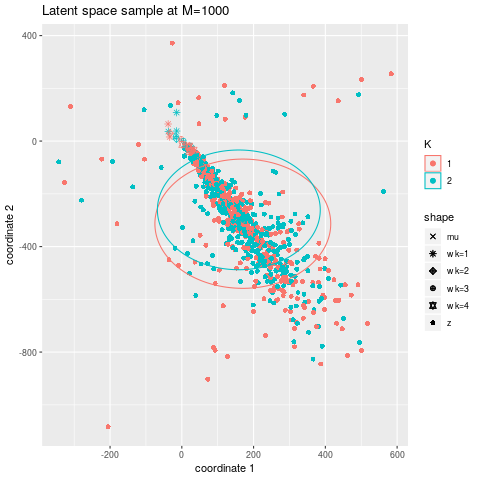 Latent space sample at M=1000
400
0
-400
-800
coordinate 2
-200
0
200
400
600
coordinate 1
K
1
2
shape
mu
w k=1
w k=2
w k=3
w k=4
z